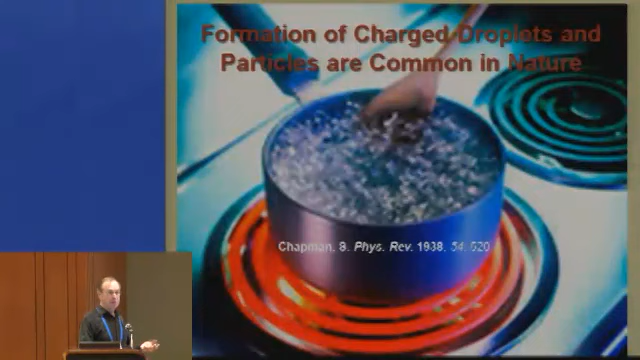 Formation of Charged Droplets and
Particles are Common in Nature
Chapman, S. Phys. Rev. 1938, 54, 520